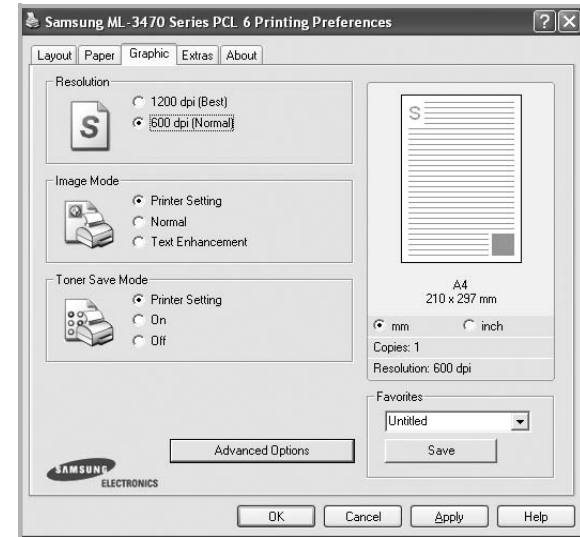 Samsung ML-3470 Series PCL 6 Printing Preferences
Layout Paper Graphic Extras About
Resolution
1200 dpi (Best)
600 dpi (Normal)
S
Image Mode
Printer Setting
Normal
Text Enhancement
Toner Save Mode
Printer Setting
On
Off
Advanced Options
SAMSUNG
ELECTRONICS
S
A4
210 x 297 mm
mm inch
Copies: 1
Resolution: 600 dpi
Favorites
Untitled
Save
OK Cancel Apply Help